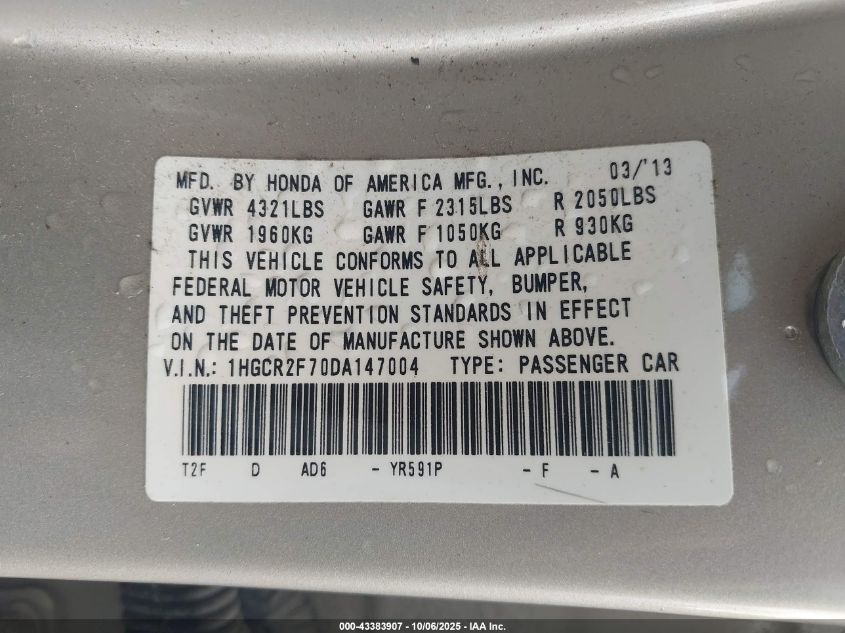 MFD. BY HONDA OF AMERICA MFG., INC. 03/'13
GVWR 4321LBS GAWR F 2315LBS R 2050LBS
GVWR 1960KG GAWR F 1050KG R 930KG
THIS VEHICLE CONFORMS TO ALL APPLICABLE
FEDERAL MOTOR VEHICLE SAFETY, BUMPER,
AND THEFT PREVENTION STANDARDS IN EFFECT
ON THE DATE OF MANUFACTURE SHOWN ABOVE.
V.I.N.: 1HGCR2F70DA147004 TYPE: PASSENGER CAR
T2F D AD6 - YR591P - F - A
000-43383907 - 10/06/2025 - IAA Inc.